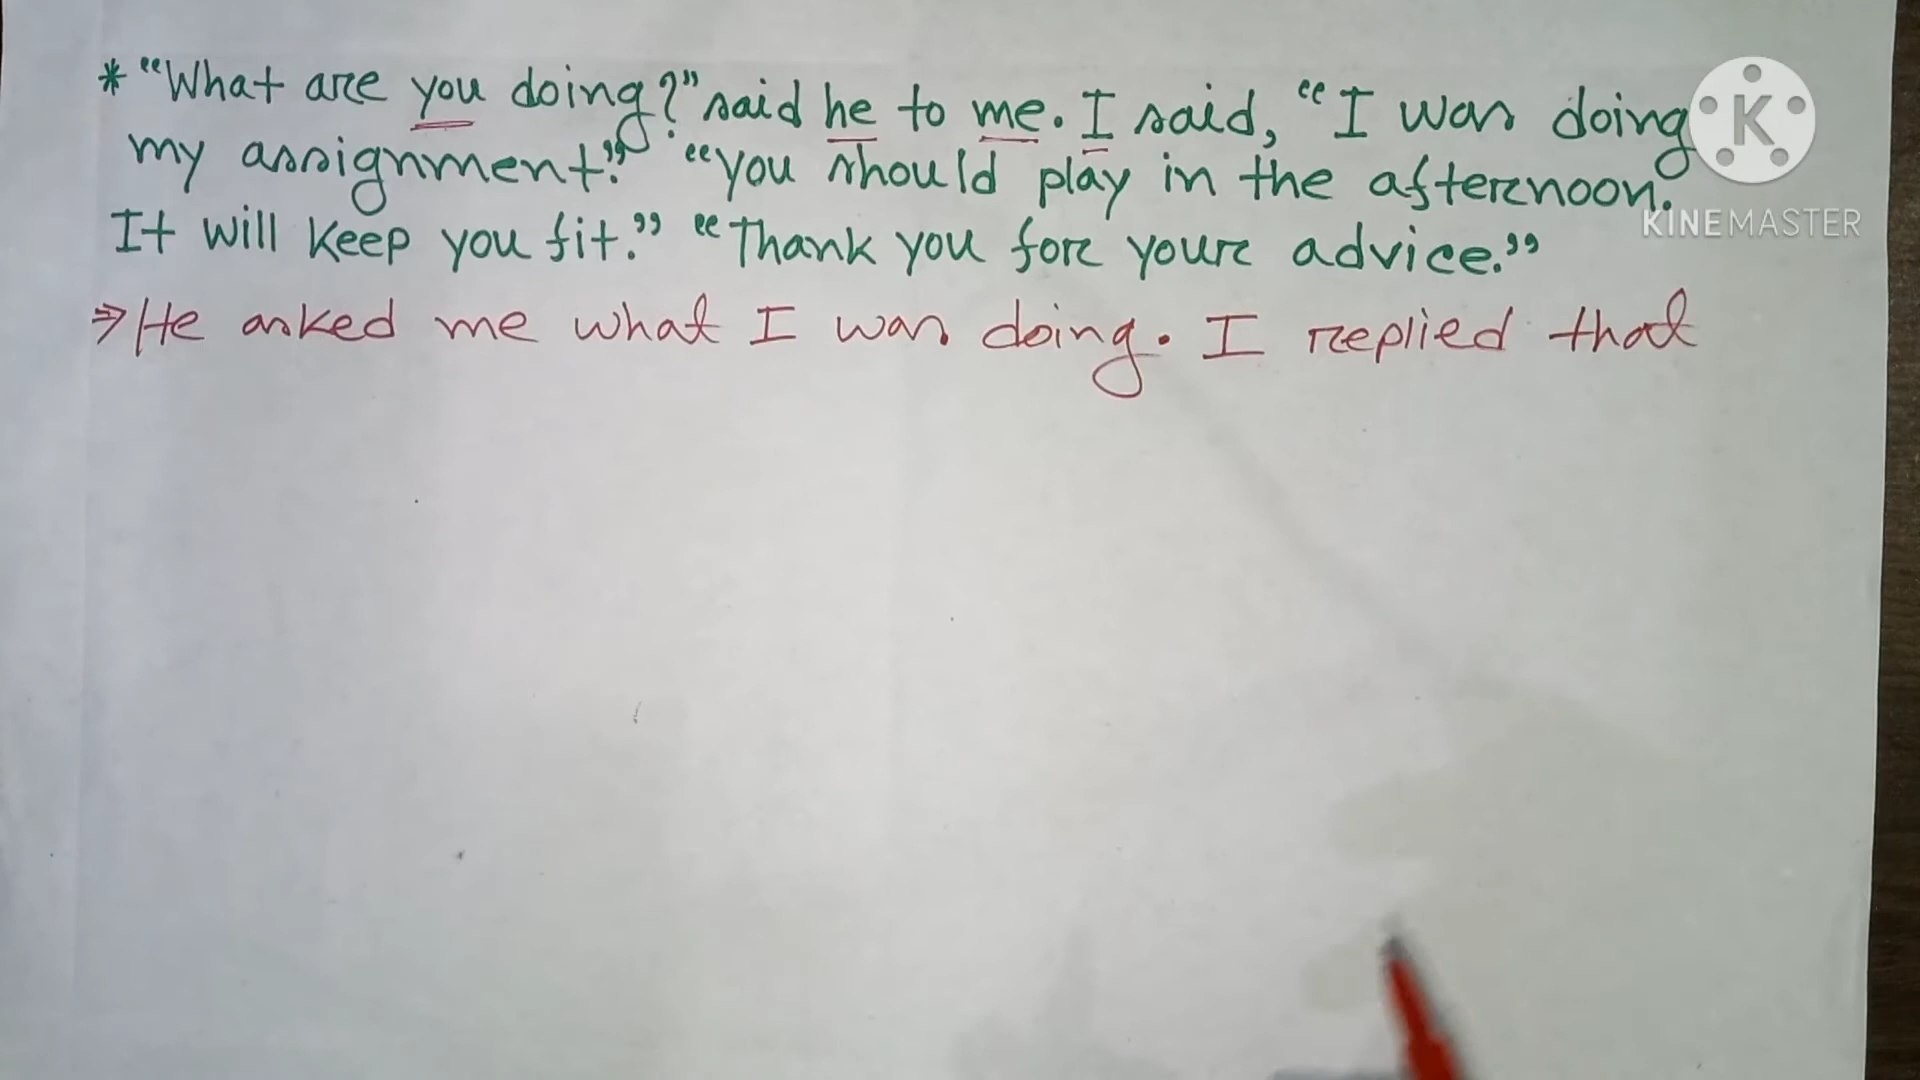 * "What are you doing?" said he to me. I said, "I was doing
my assignment." "you should play in the afternoon.
It will keep you fit." "Thank you for your advice."
⇒ He asked me what I was doing. I replied that
K
KINEMASTER